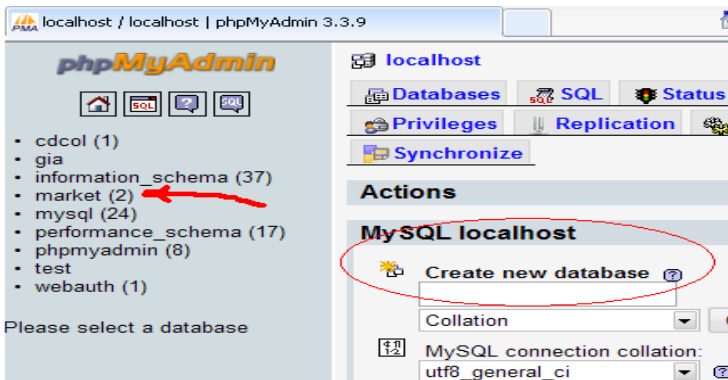 localhost / localhost | phpMyAdmin 3.3.9
phpMyAdmin
SQL
SQL
cdcol (1)
gia
information_schema (37)
market (2)
mysql (24)
performance_schema (17)
phpmyadmin (8)
test
webauth (1)
Please select a database
localhost
Databases SQL Status
Privileges Replication
Synchronize
Actions
MySQL localhost
Create new database
Collation
MySQL connection collation:
utf8_general_ci